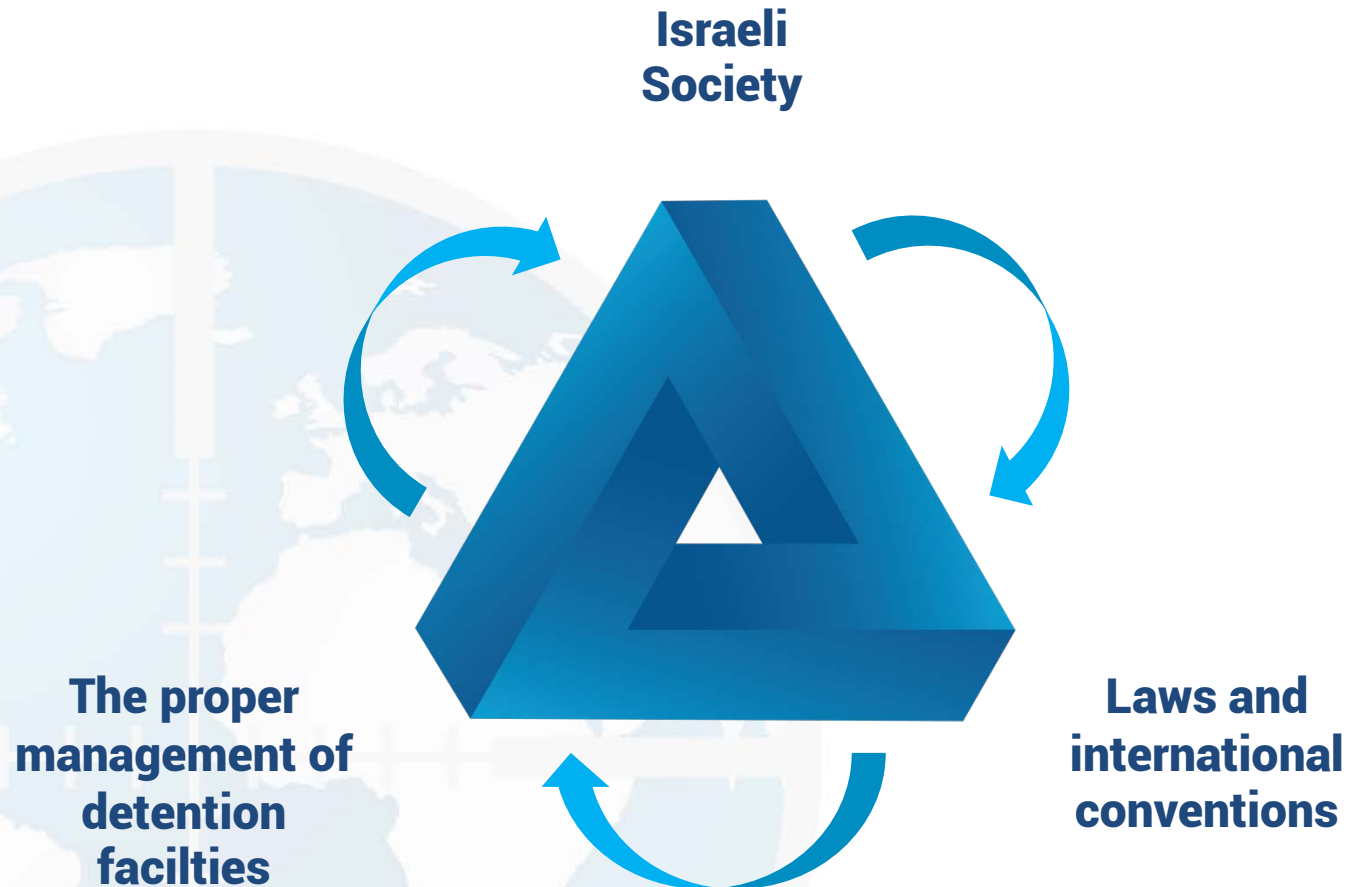 Israeli
Society
The proper
management of
detention
facilties
Laws and
international
conventions